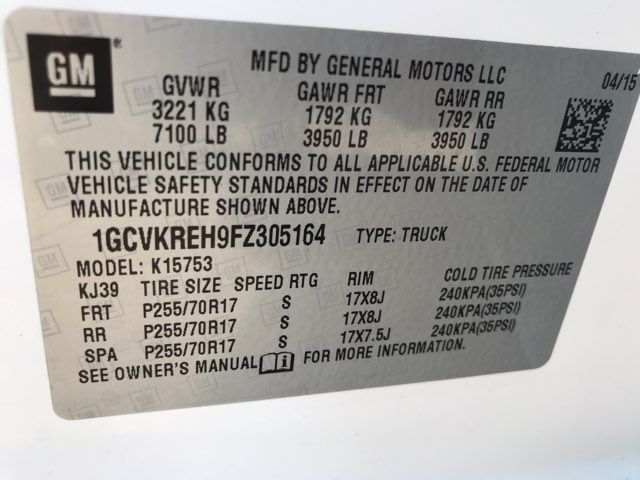 GM
MFD BY GENERAL MOTORS LLC
04/15
GVWR GAWR FRT GAWR RR
3221 KG 1792 KG 1792 KG
7100 LB 3950 LB 3950 LB
THIS VEHICLE CONFORMS TO ALL APPLICABLE U.S. FEDERAL MOTOR
VEHICLE SAFETY STANDARDS IN EFFECT ON THE DATE OF
MANUFACTURE SHOWN ABOVE.
1GCVKREH9FZ305164 TYPE: TRUCK
MODEL: K15753
KJ39 TIRE SIZE SPEED RTG RIM COLD TIRE PRESSURE
FRT P255/70R17 S 17X8J 240KPA(35PSI)
RR P255/70R17 S 17X8J 240KPA(35PSI)
SPA P255/70R17 S 17X7.5J 240KPA(35PSI)
SEE OWNER'S MANUAL i FOR MORE INFORMATION.